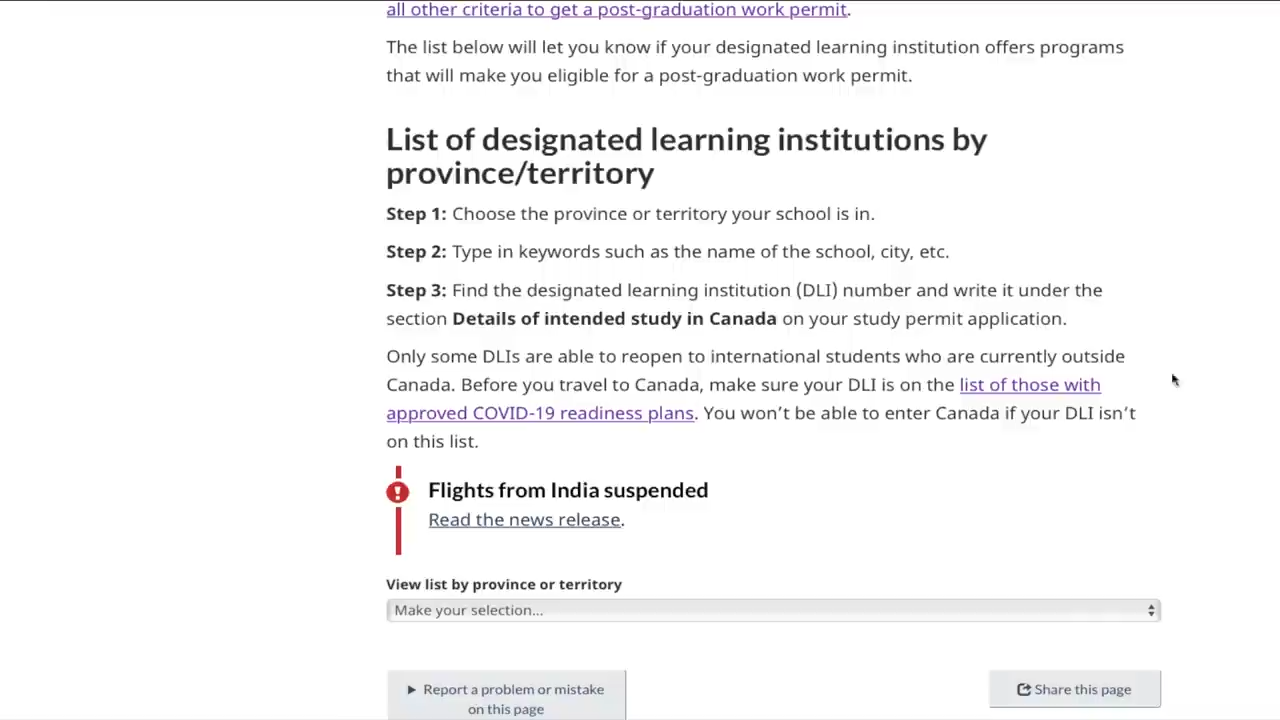 all other criteria to get a post-graduation work permit.
The list below will let you know if your designated learning institution offers programs
that will make you eligible for a post-graduation work permit.
List of designated learning institutions by
province/territory
Step 1: Choose the province or territory your school is in.
Step 2: Type in keywords such as the name of the school, city, etc.
Step 3: Find the designated learning institution (DLI) number and write it under the
section Details of intended study in Canada on your study permit application.
Only some DLIs are able to reopen to international students who are currently outside
Canada. Before you travel to Canada, make sure your DLI is on the list of those with
approved COVID-19 readiness plans. You won’t be able to enter Canada if your DLI isn’t
on this list.
Flights from India suspended
Read the news release.
View list by province or territory
Make your selection...
Report a problem or mistake
on this page
Share this page